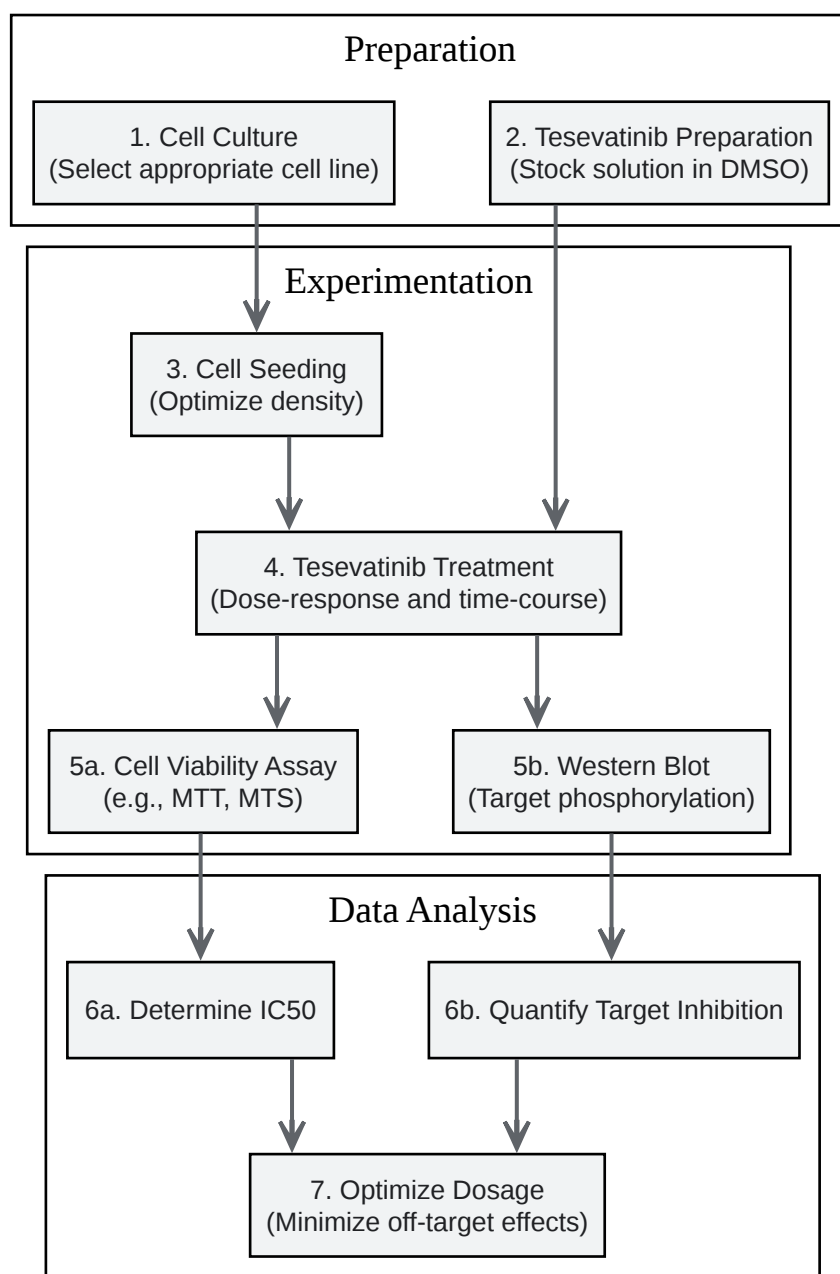 Preparation
1. Cell Culture
(Select appropriate cell line)
2. Tesevatinib Preparation
(Stock solution in DMSO)
Experimentation
3. Cell Seeding
(Optimize density)
4. Tesevatinib Treatment
(Dose-response and time-course)
5a. Cell Viability Assay
(e.g., MTT, MTS)
5b. Western Blot
(Target phosphorylation)
Data Analysis
6a. Determine IC50
6b. Quantify Target Inhibition
7. Optimize Dosage
(Minimize off-target effects)